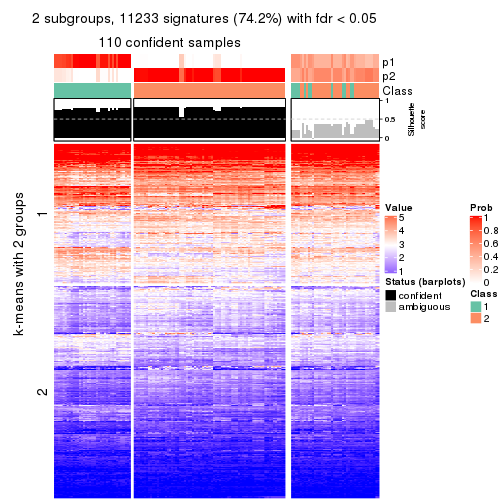 2 subgroups, 11233 signatures (74.2%) with fdr < 0.05
110 confident samples
p1
p2
Class
1
0.5
0
Silhouette
score
k-means with 2 groups
1
2
Value
5
4
3
2
1
Status (barplots)
confident
ambiguous
Prob
1
0.8
0.6
0.4
0.2
0
Class
1
2